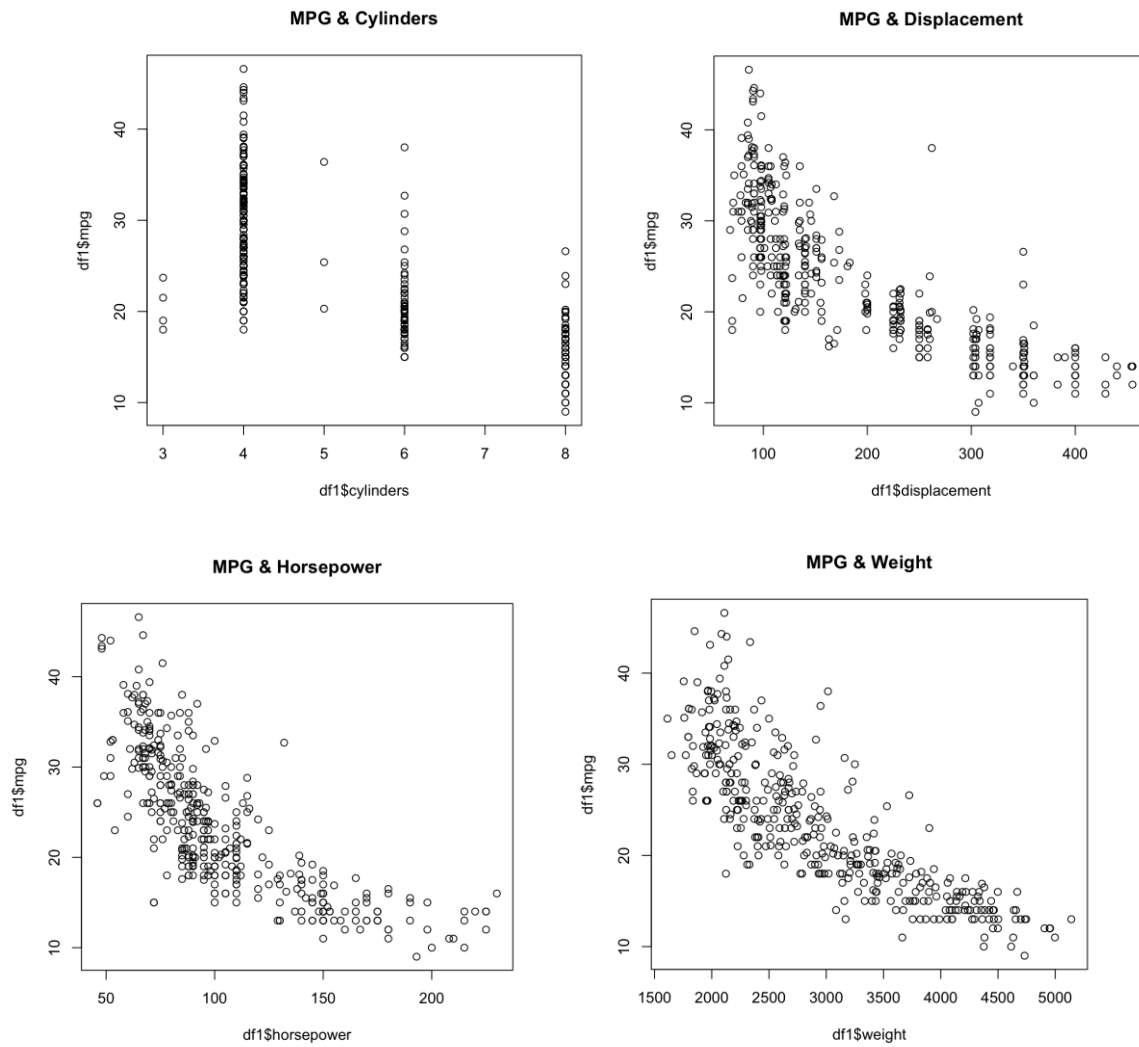 MPG & Cylinders
df1$mpg
40
30
20
10
3 4 5 6 7 8
df1$cylinders
MPG & Displacement
df1$mpg
40
30
20
10
100 200 300 400
df1$displacement
MPG & Horsepower
df1$mpg
40
30
20
10
50 100 150 200
df1$horsepower
MPG & Weight
df1$mpg
40
30
20
10
1500 2000 2500 3000 3500 4000 4500 5000
df1$weight